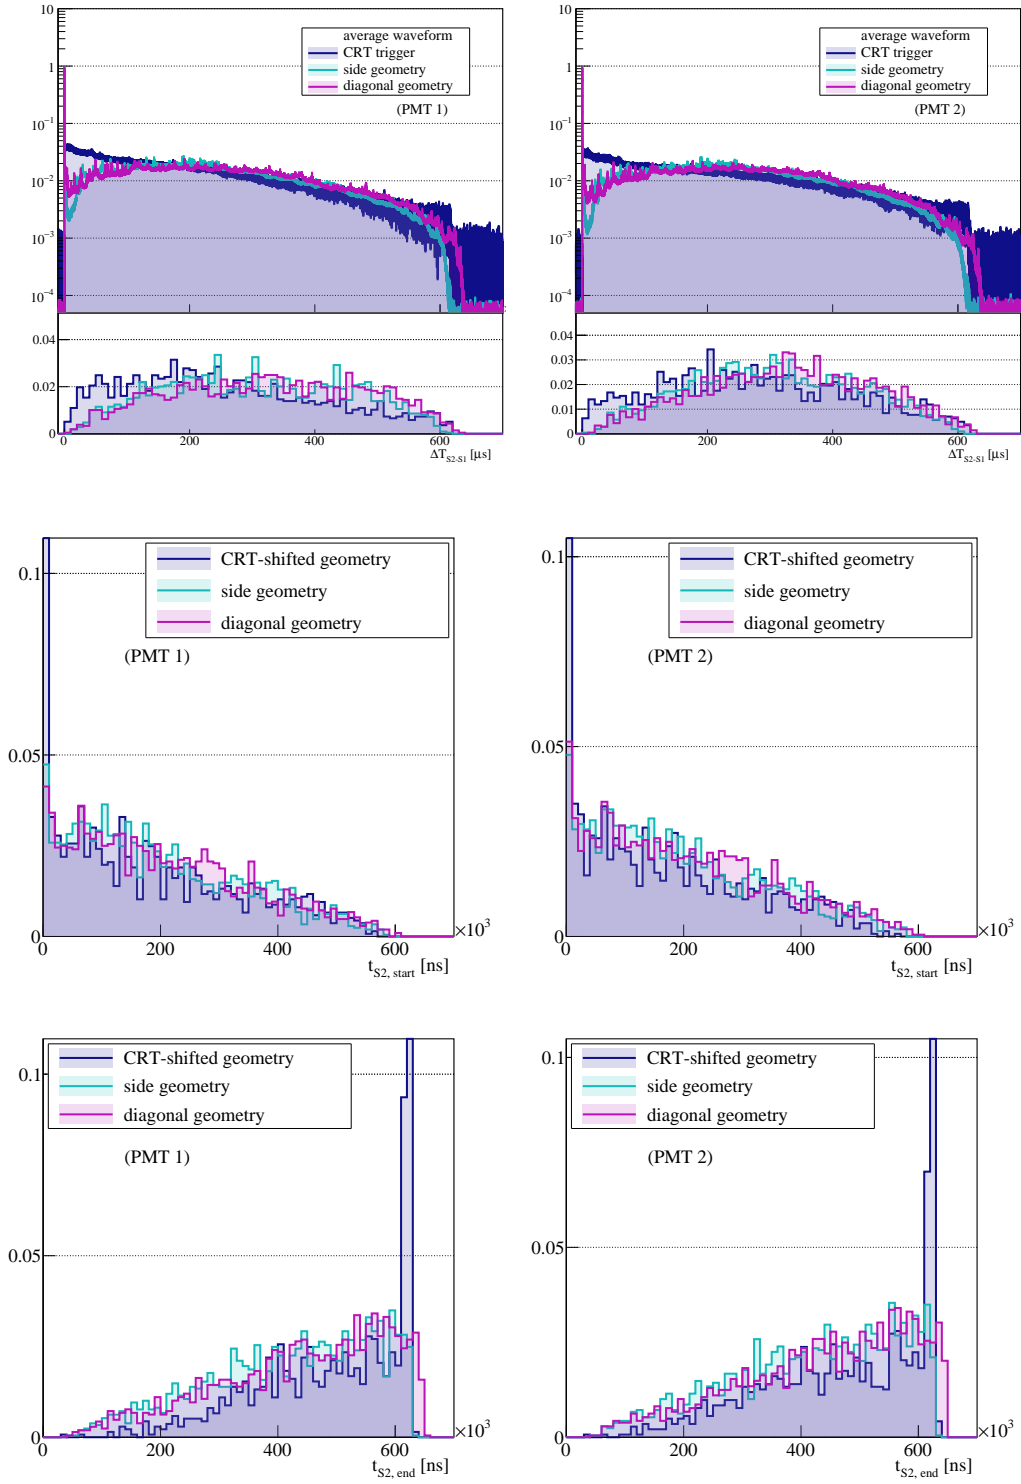 10
1
10⁻¹
10⁻²
10⁻³
10⁻⁴
average waveform
CRT trigger
side geometry
diagonal geometry
(PMT 1)
0.04
0.02
0
0 200 400 600
ΔT_S2-S1 [μs]
10
1
10⁻¹
10⁻²
10⁻³
10⁻⁴
average waveform
CRT trigger
side geometry
diagonal geometry
(PMT 2)
0.04
0.03
0.02
0.01
0
0 200 400 600
ΔT_S2-S1 [μs]
0.1
0.05
0
CRT-shifted geometry
side geometry
diagonal geometry
(PMT 1)
0 200 400 600 ×10³
t_S2, start [ns]
0.1
0.05
0
CRT-shifted geometry
side geometry
diagonal geometry
(PMT 2)
0 200 400 600 ×10³
t_S2, start [ns]
0.1
0.05
0
CRT-shifted geometry
side geometry
diagonal geometry
(PMT 1)
0 200 400 600 ×10³
t_S2, end [ns]
0.1
0.05
0
CRT-shifted geometry
side geometry
diagonal geometry
(PMT 2)
0 200 400 600 ×10³
t_S2, end [ns]